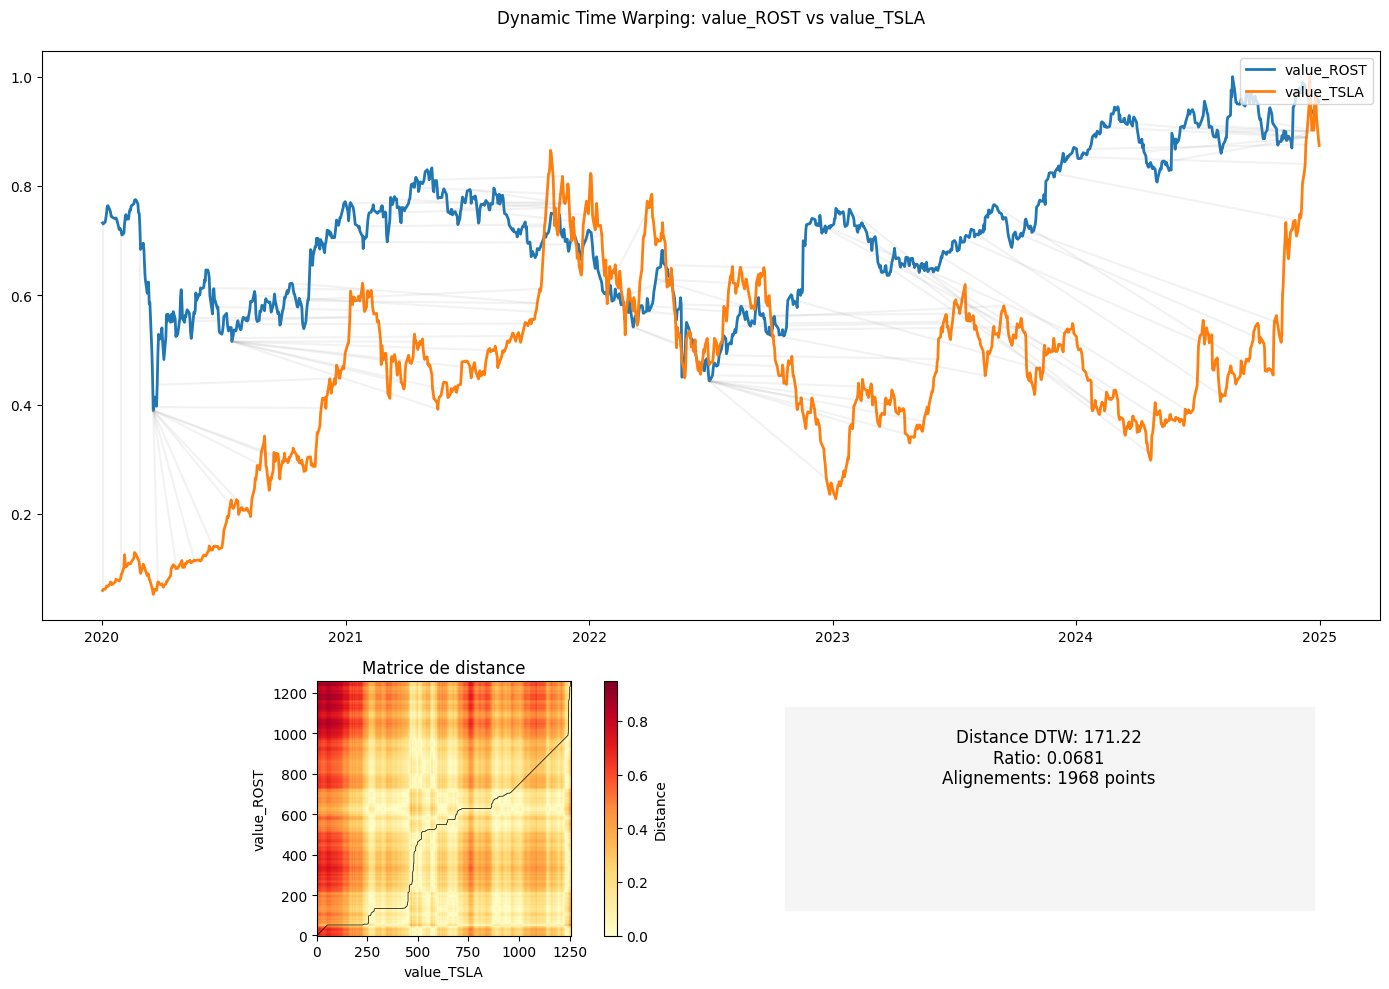 Dynamic Time Warping: value_ROST vs value_TSLA
value_ROST
value_TSLA
1.0
0.8
0.6
0.4
0.2
2020 2021 2022 2023 2024 2025
Matrice de distance
1200
1000
800
600
400
200
0
value_ROST
0 250 500 750 1000 1250
value_TSLA
0.8
0.6
0.4
0.2
0.0
Distance
Distance DTW: 171.22
Ratio: 0.0681
Alignements: 1968 points